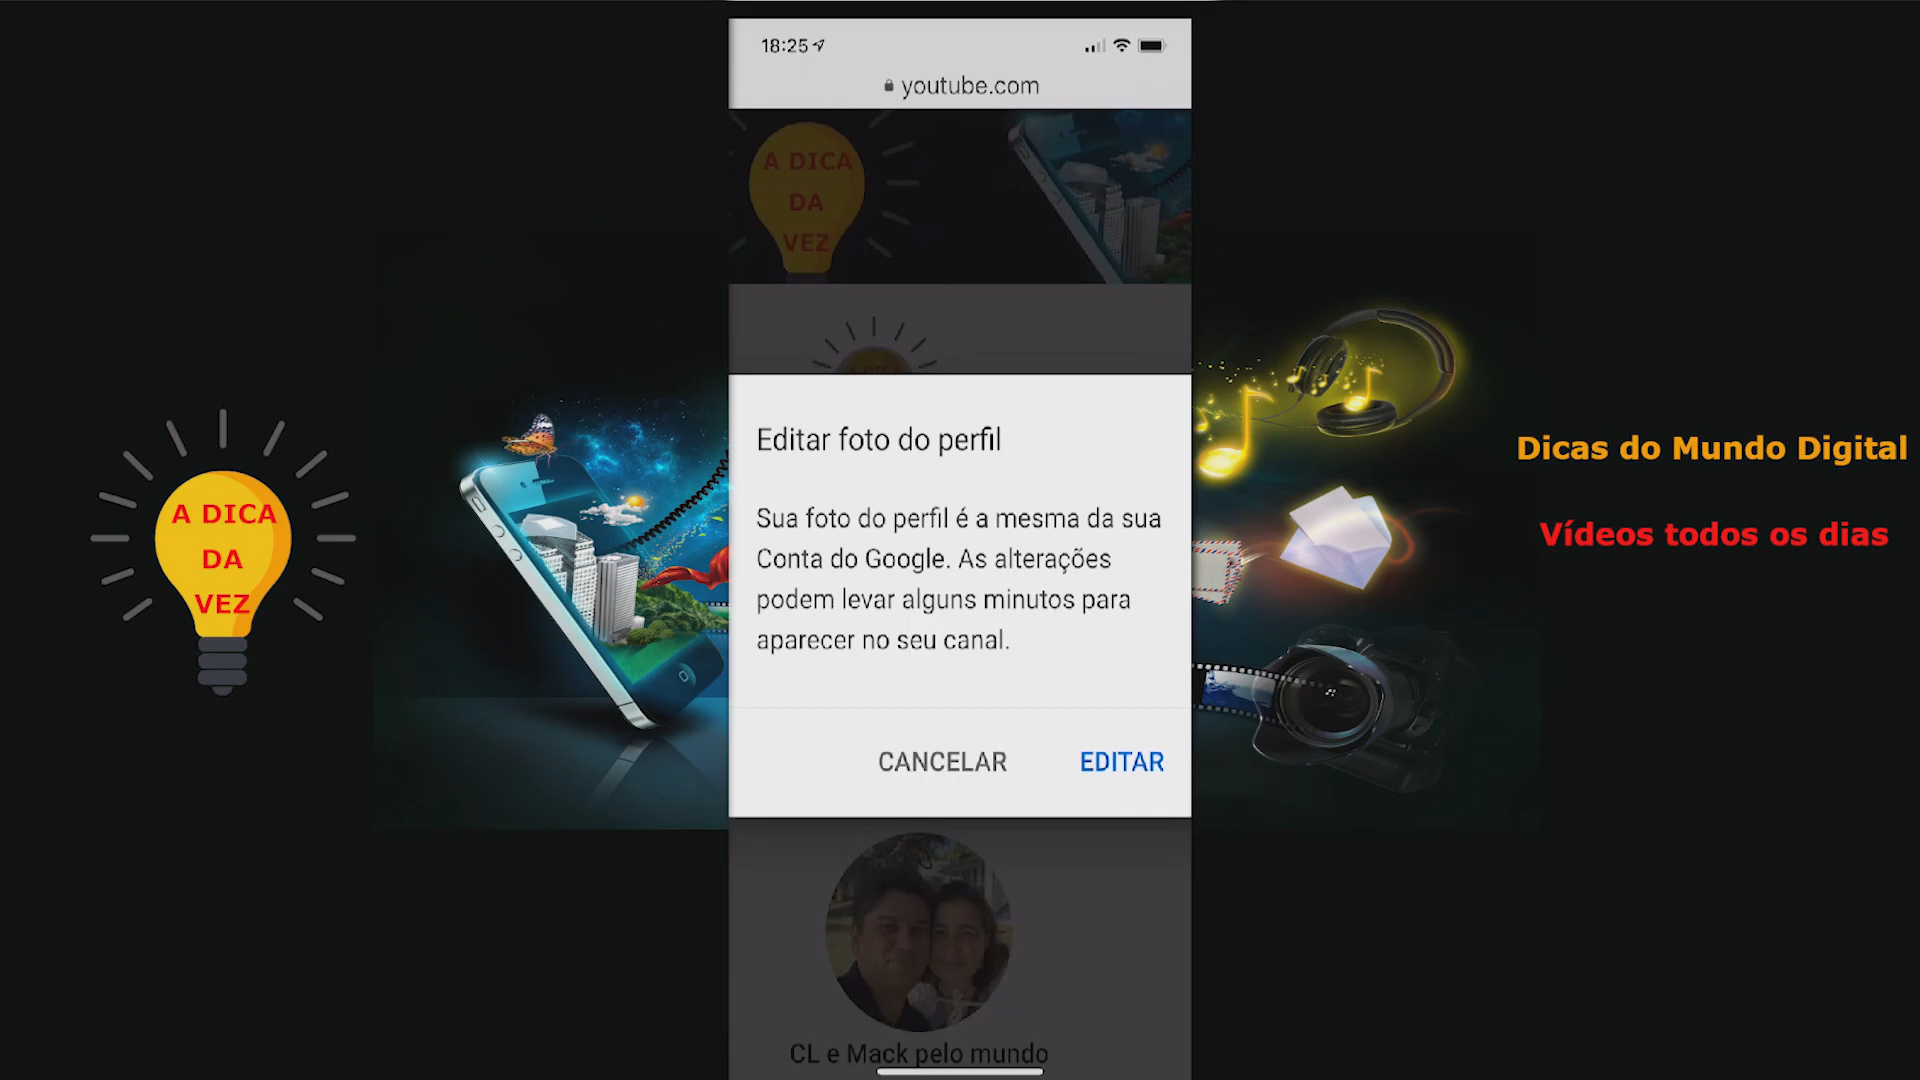 18:25
youtube.com
A DICA
DA
VEZ
Editar foto do perfil
Sua foto do perfil é a mesma da sua
Conta do Google. As alterações
podem levar alguns minutos para
aparecer no seu canal.
CANCELAR EDITAR
CL e Mack pelo mundo
A DICA
DA
VEZ
Dicas do Mundo Digital
Vídeos todos os dias